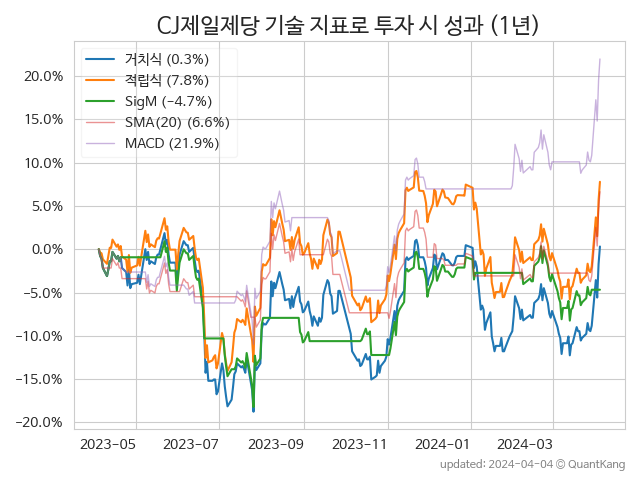 CJ제일제당 기술 지표로 투자 시 성과 (1년)
거치식 (0.3%)
적립식 (7.8%)
SigM (−4.7%)
SMA(20) (6.6%)
MACD (21.9%)
20.0%
15.0%
10.0%
5.0%
0.0%
−5.0%
−10.0%
−15.0%
−20.0%
2023-05 2023-07 2023-09 2023-11 2024-01 2024-03
updated: 2024-04-04 @ QuantKang